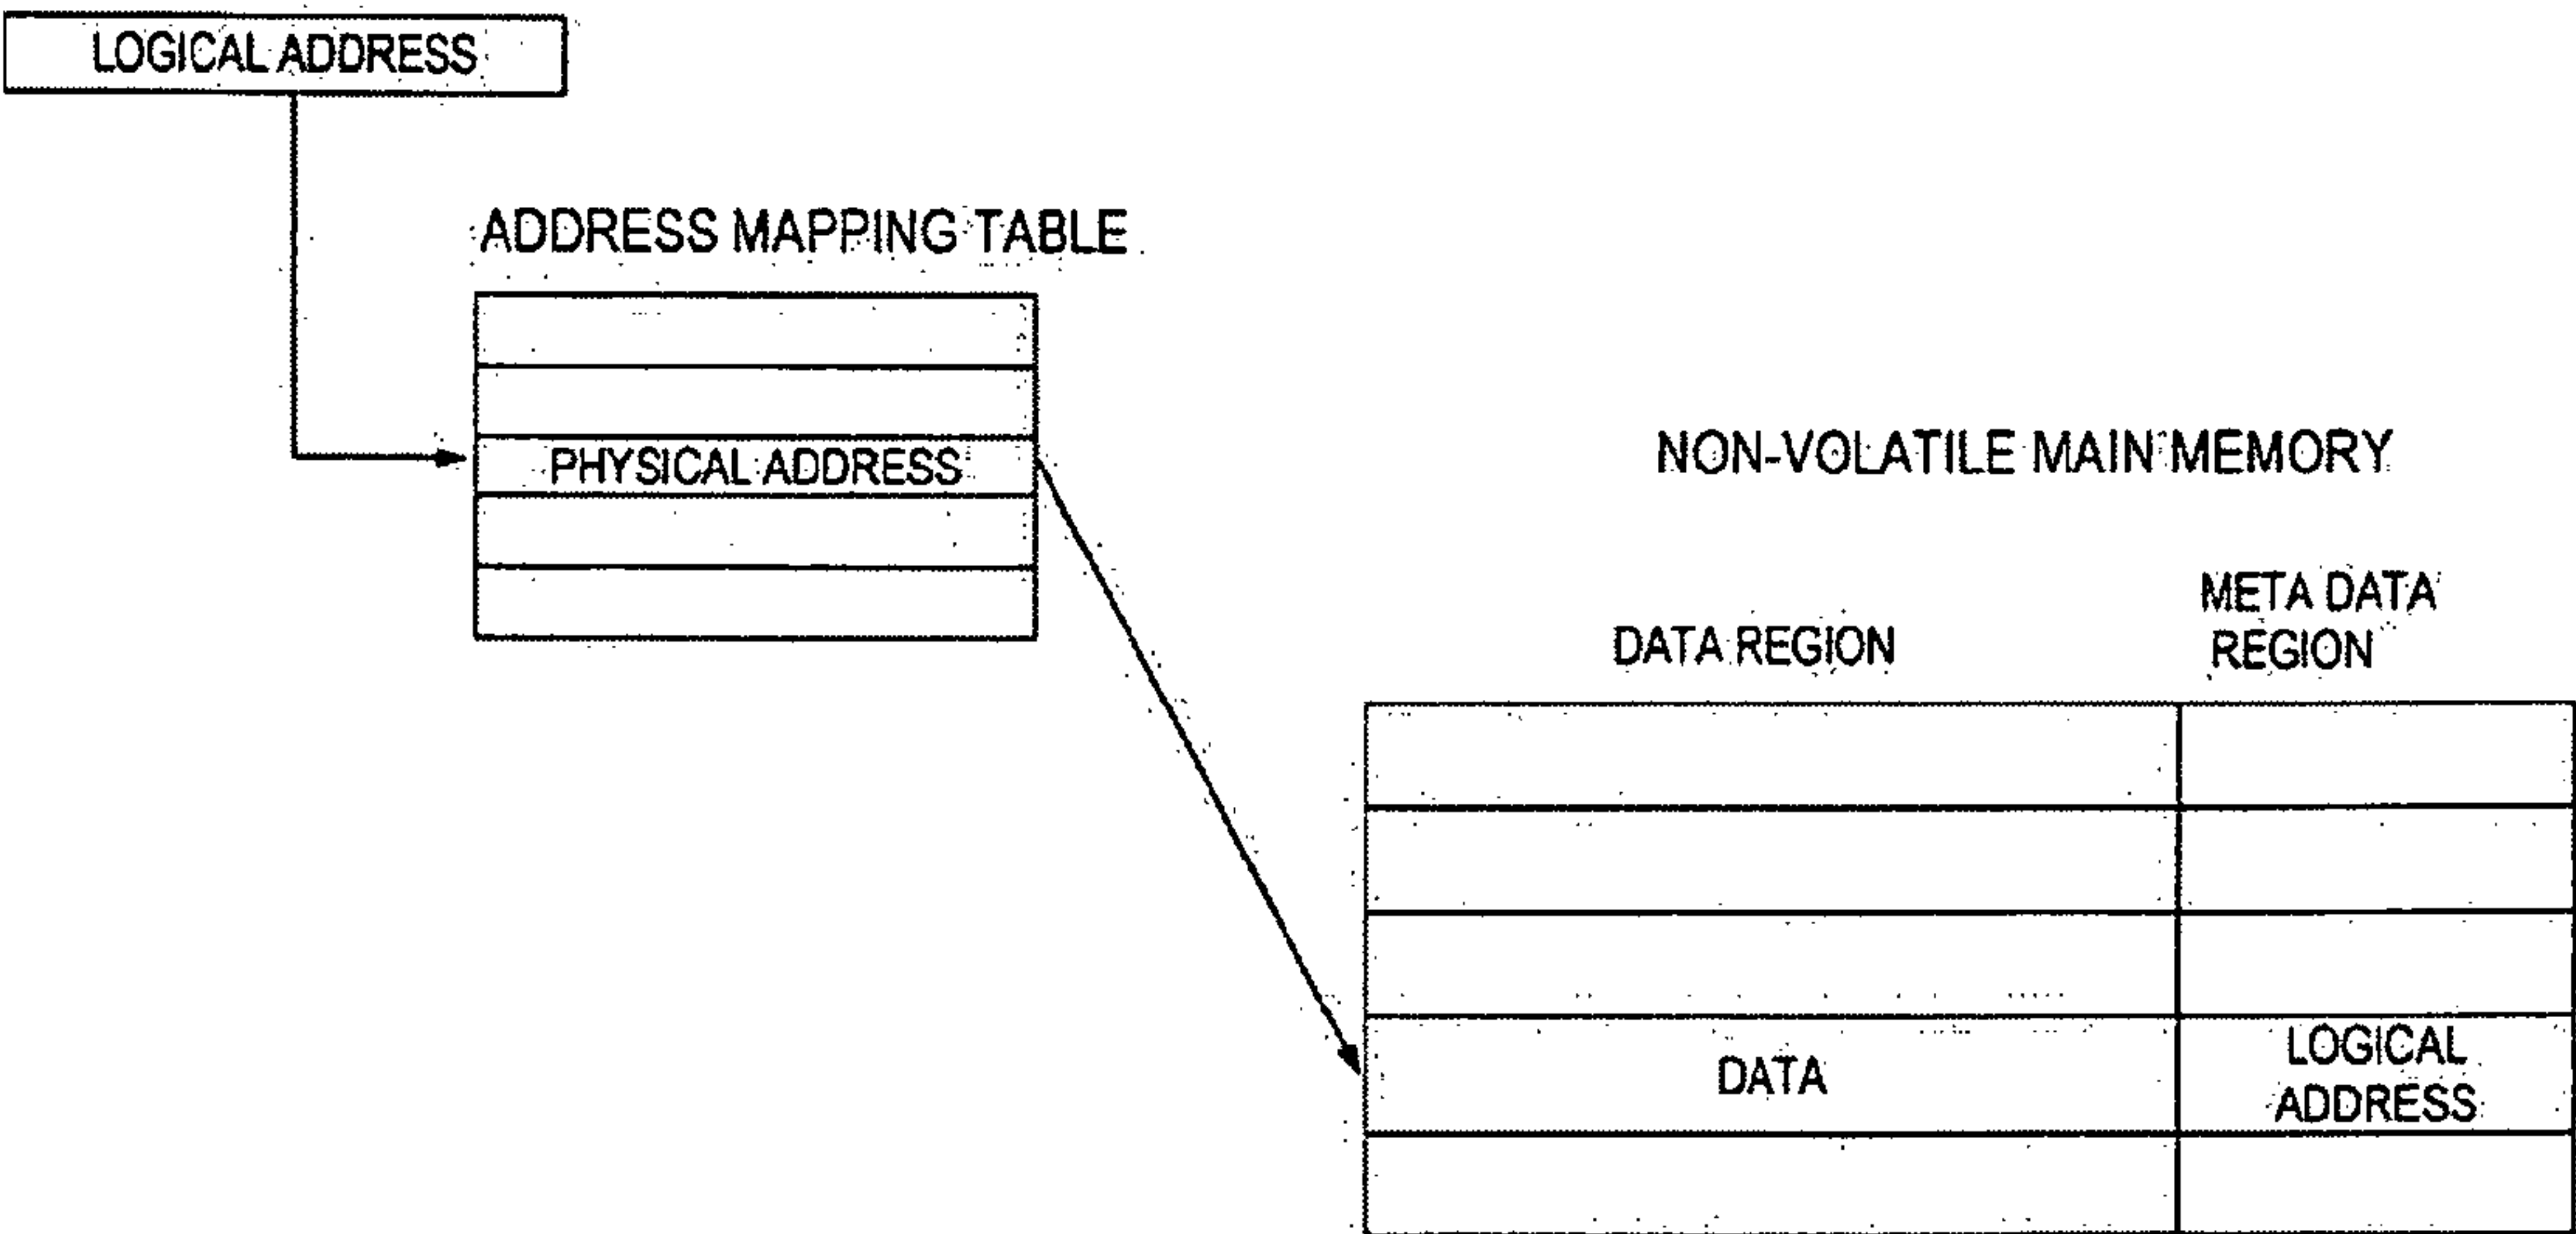 LOGICAL ADDRESS
ADDRESS MAPPING TABLE
PHYSICAL ADDRESS
NON-VOLATILE MAIN MEMORY
DATA REGION
META DATA
REGION
DATA
LOGICAL
ADDRESS